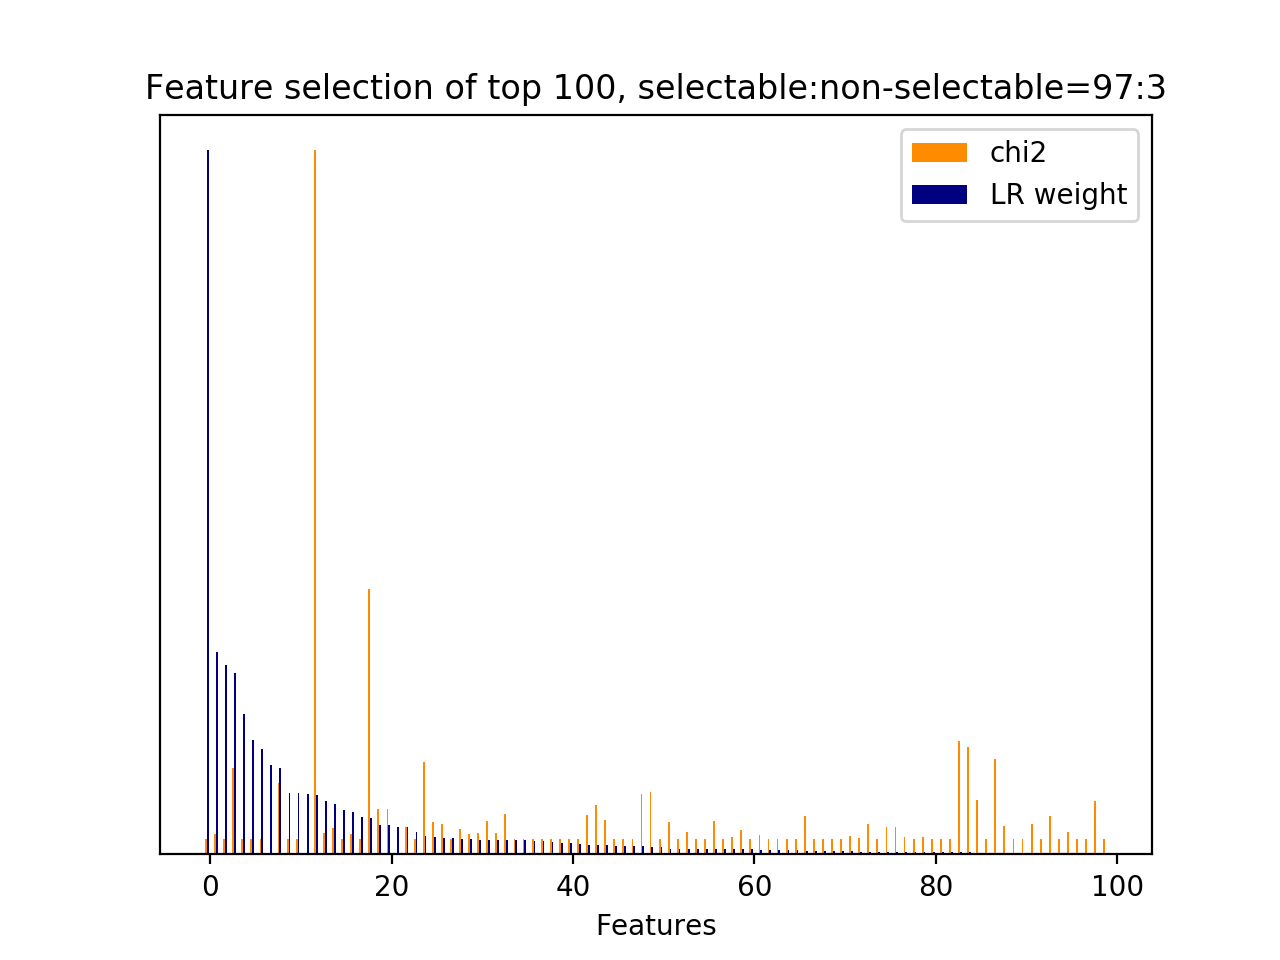 Feature selection of top 100, selectable:non-selectable=97:3
chi2
LR weight
0 20 40 60 80 100
Features